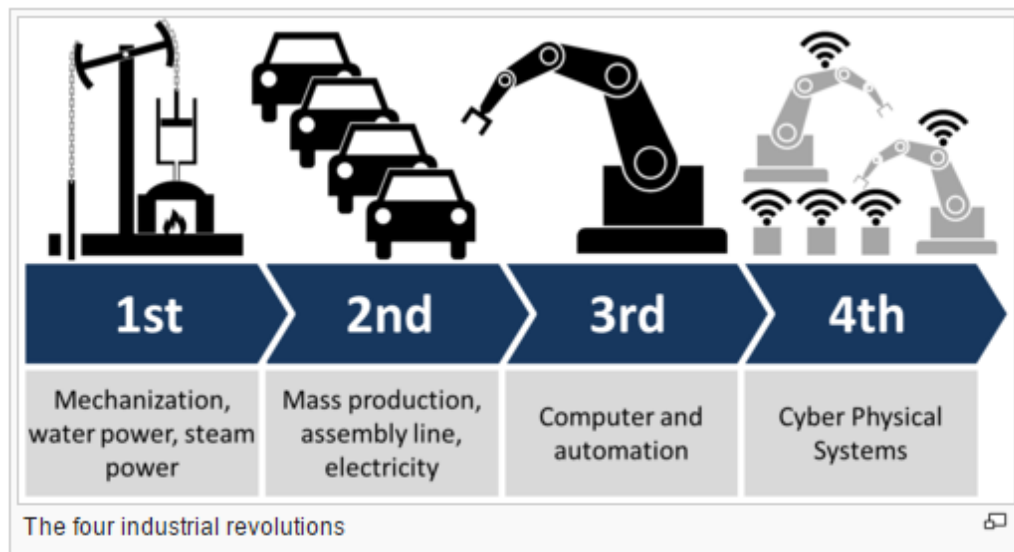 1st
2nd
3rd
4th
Mechanization,
water power, steam
power
Mass production,
assembly line,
electricity
Computer and
automation
Cyber Physical
Systems
The four industrial revolutions